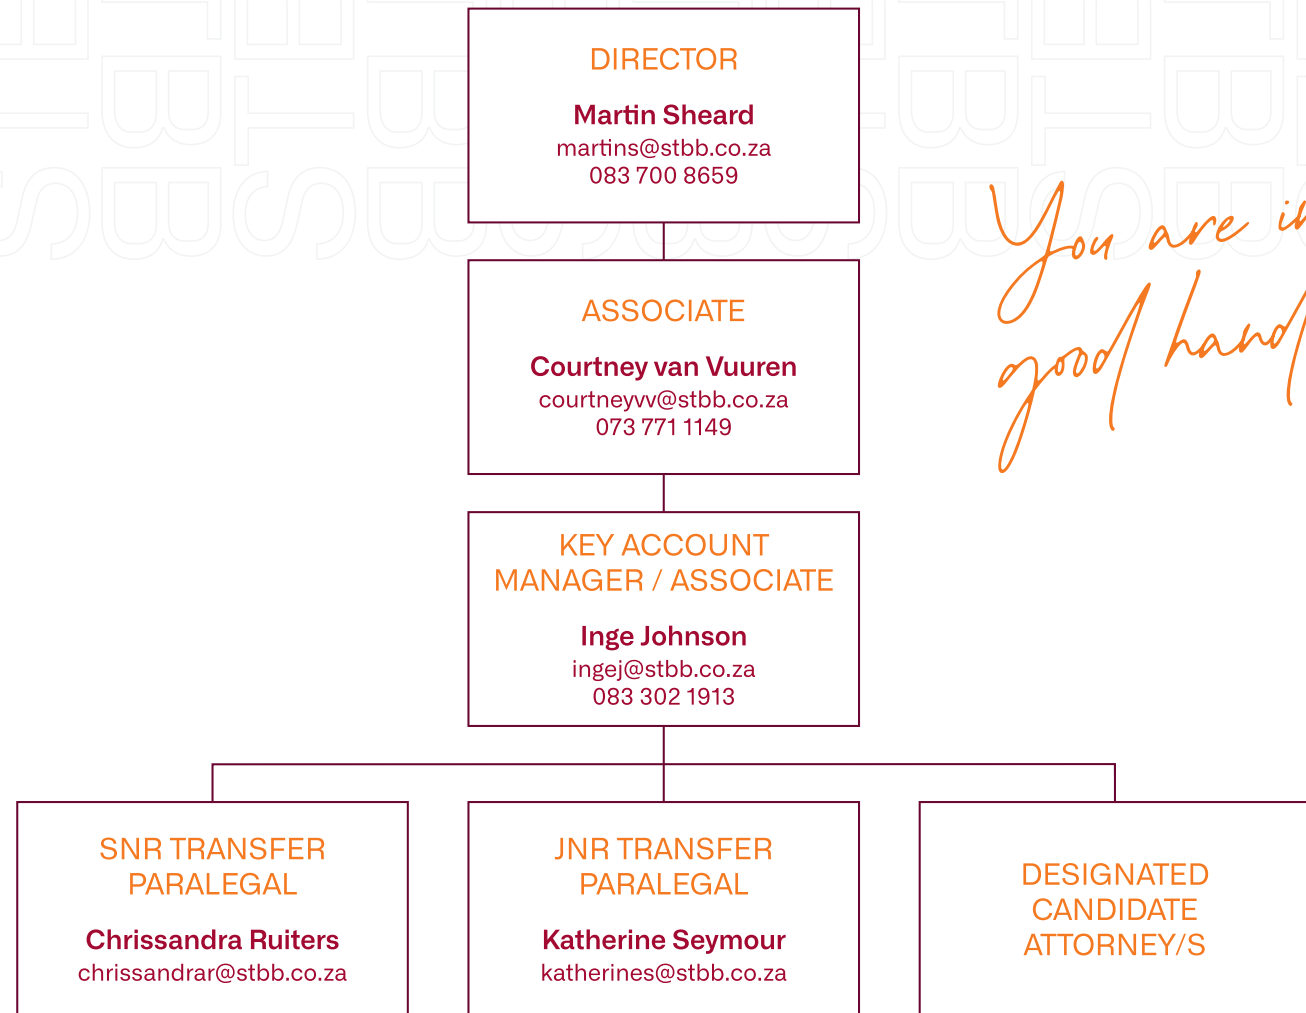 DIRECTOR
Martin Sheard
martins@stbb.co.za
083 700 8659
You are in
good hand
ASSOCIATE
Courtney van Vuuren
courtneyvv@stbb.co.za
073 771 1149
KEY ACCOUNT
MANAGER / ASSOCIATE
Inge Johnson
ingej@stbb.co.za
083 302 1913
SNR TRANSFER
PARALEGAL
Chrissandra Ruiters
chrissandrar@stbb.co.za
JNR TRANSFER
PARALEGAL
Katherine Seymour
katherines@stbb.co.za
DESIGNATED
CANDIDATE
ATTORNEY/S